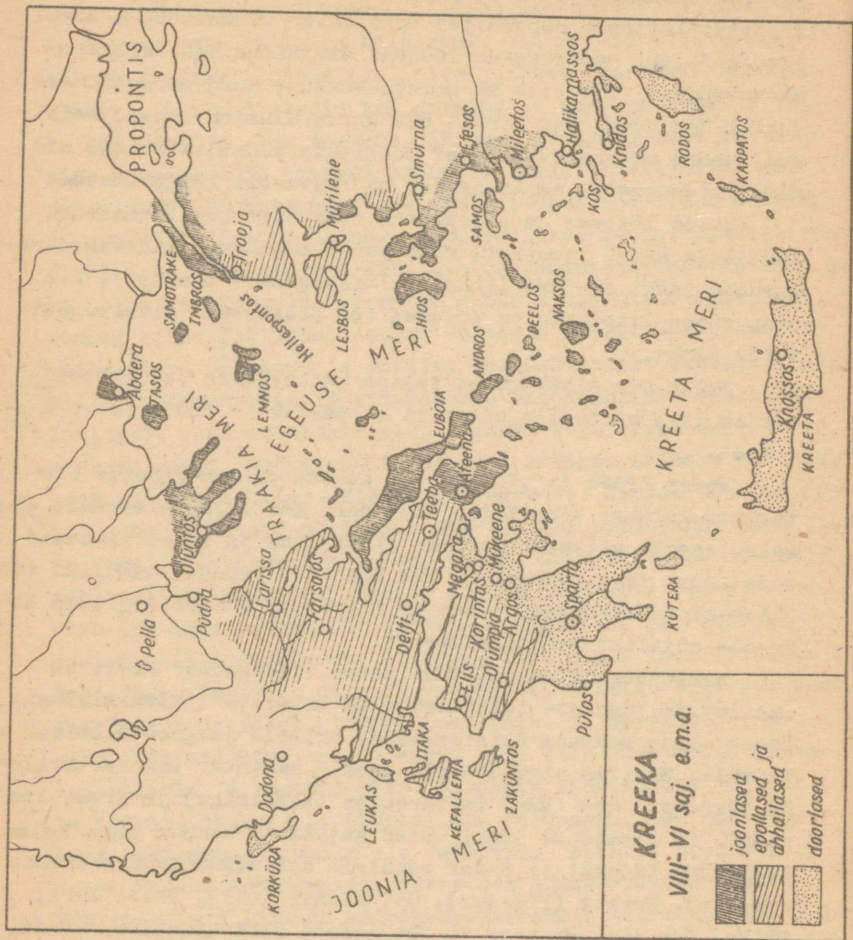 PROPONTIS
Abdera
TASOS
SAMOTRAKE
IMBROS
Trooja
Hellespontos
Olüntos
TRAAKIA MERI
LEMNOS
EGEUSE MERI
LESBOS
Mütilene
Pella
Püdna
Larissa
Farsalos
HIOS
Smürna
Efesos
SAMOS
Mileetos
KORKÜRA
Dodona
EUBOIA
ANDROS
DEELOS
NAKSOS
Halikarnassos
KOS
Knidos
LEUKAS
ITAKA
KEFALLENIA
ZAKÜNTOS
Delfi
Teeba
Ateena
Megara
Korintos
Mükeene
Argos
Elis
Olümpia
Sparta
Pülos
KÜTERA
RODOS
KARPATOS
JOONIA MERI
KREETA MERI
Knossos
KREETA
KREEKA
VIII-VI saj. e.m.a.
joonlased
eoollased ja
ahhailased
doorlased